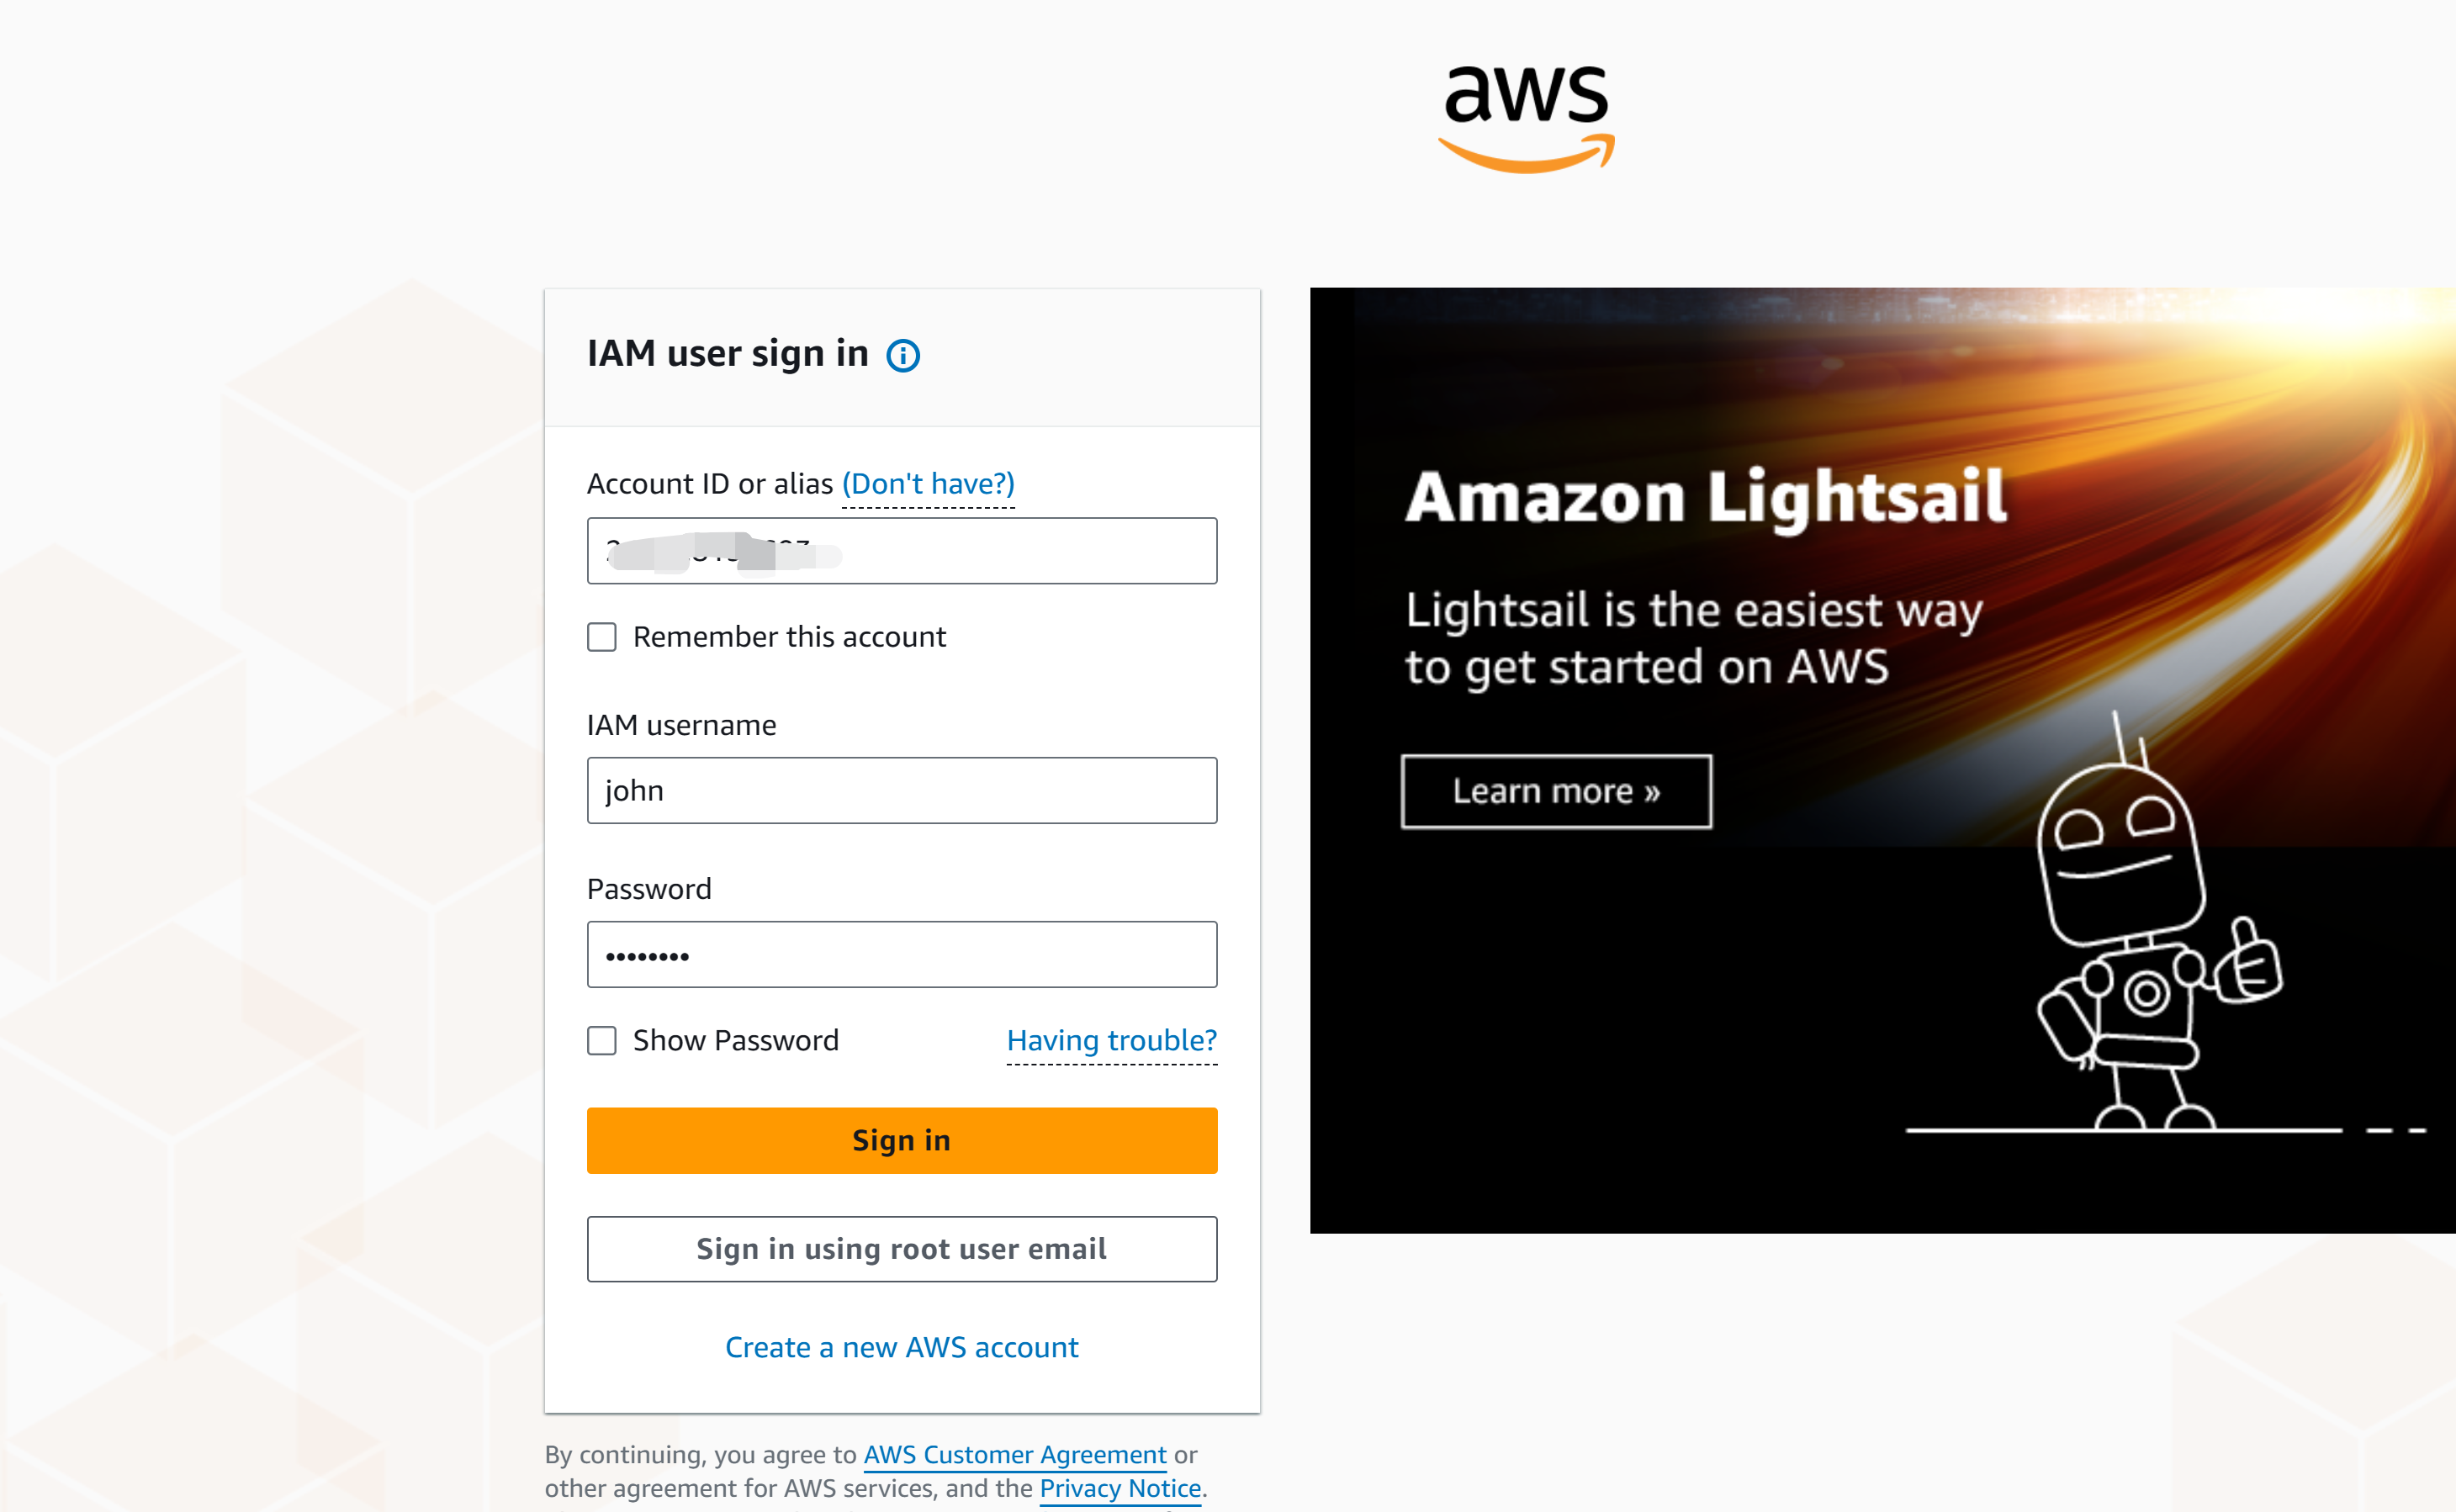 aws
IAM user sign in
Account ID or alias (Don't have?)
Remember this account
IAM username
john
Password
••••••••
Show Password
Having trouble?
Sign in
Sign in using root user email
Create a new AWS account
By continuing, you agree to AWS Customer Agreement or
other agreement for AWS services, and the Privacy Notice.
Amazon Lightsail
Lightsail is the easiest way
to get started on AWS
Learn more »